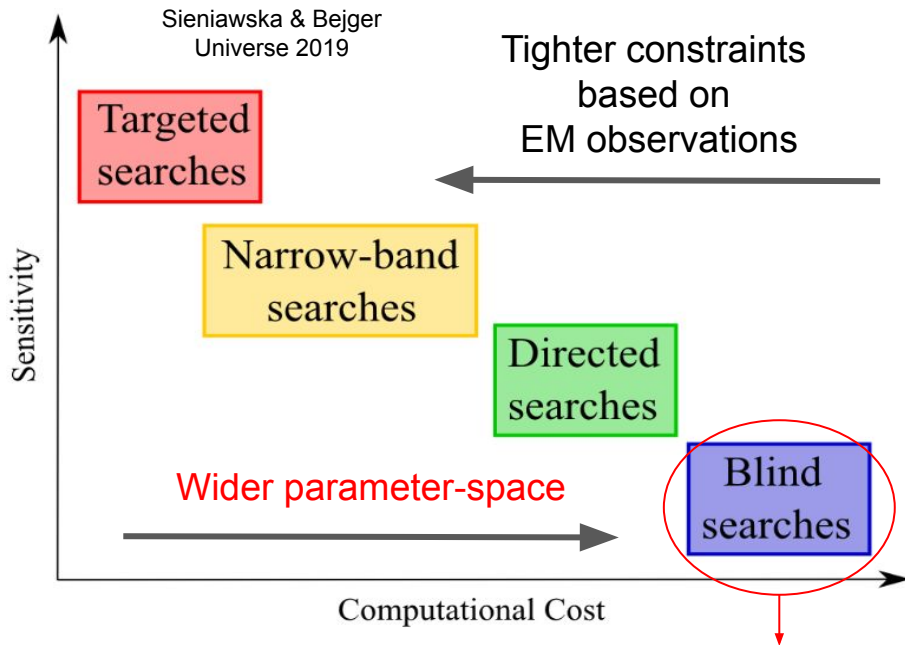 Sieniawska & Bejger
Universe 2019
Tighter constraints
based on
EM observations
Targeted
searches
Narrow-band
searches
Directed
searches
Blind
searches
Wider parameter-space
Sensitivity
Computational Cost